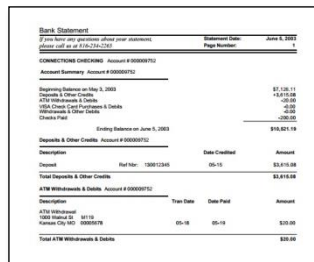 Bank Statement
If you have any questions about your statement, Statement Date: June 5, 2003
please call us at 816-234-2265 Page Number: 1
CONNECTIONS CHECKING Account # 000009752
Account Summary Account # 000009752
Beginning Balance on May 3, 2003 $7,126.11
Deposits & Other Credits +3,615.08
ATM Withdrawals & Debits -20.00
VISA Check Card Purchases & Debits -0.00
Withdrawals & Other Debits -0.00
Checks Paid -200.00
Ending Balance on June 5, 2003 $10,521.19
Deposits & Other Credits Account # 000009752
Description Date Credited Amount
Deposit Ref Nbr: 130012345 05-15 $3,615.08
Total Deposits & Other Credits $3,615.08
ATM Withdrawals & Debits Account # 000009752
Description Tran Date Date Paid Amount
ATM Withdrawal
1000 Walnut St M119
Kansas City MO 00005678 05-18 05-19 $20.00
Total ATM Withdrawals & Debits $20.00